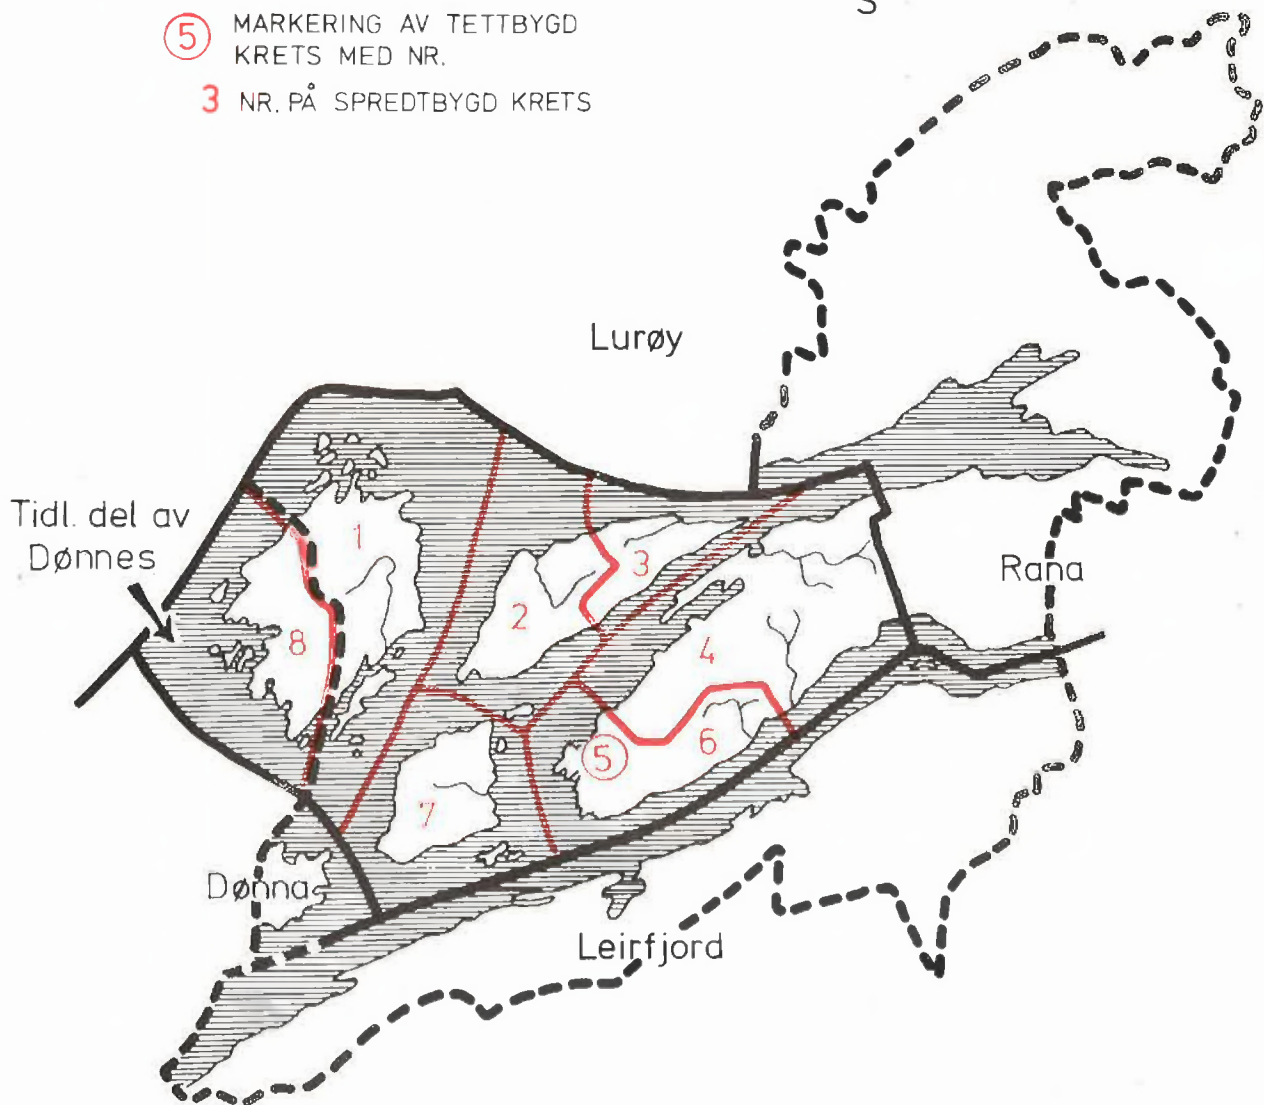 S
5 MARKERING AV TETTBYGD
KRETS MED NR.
3 NR. PÅ SPREDTBYGD KRETS
Lurøy
Tidl. del av
Dønnes
1
3
Rana
2
8
4
6
5
7
Dønna
Leirfjord